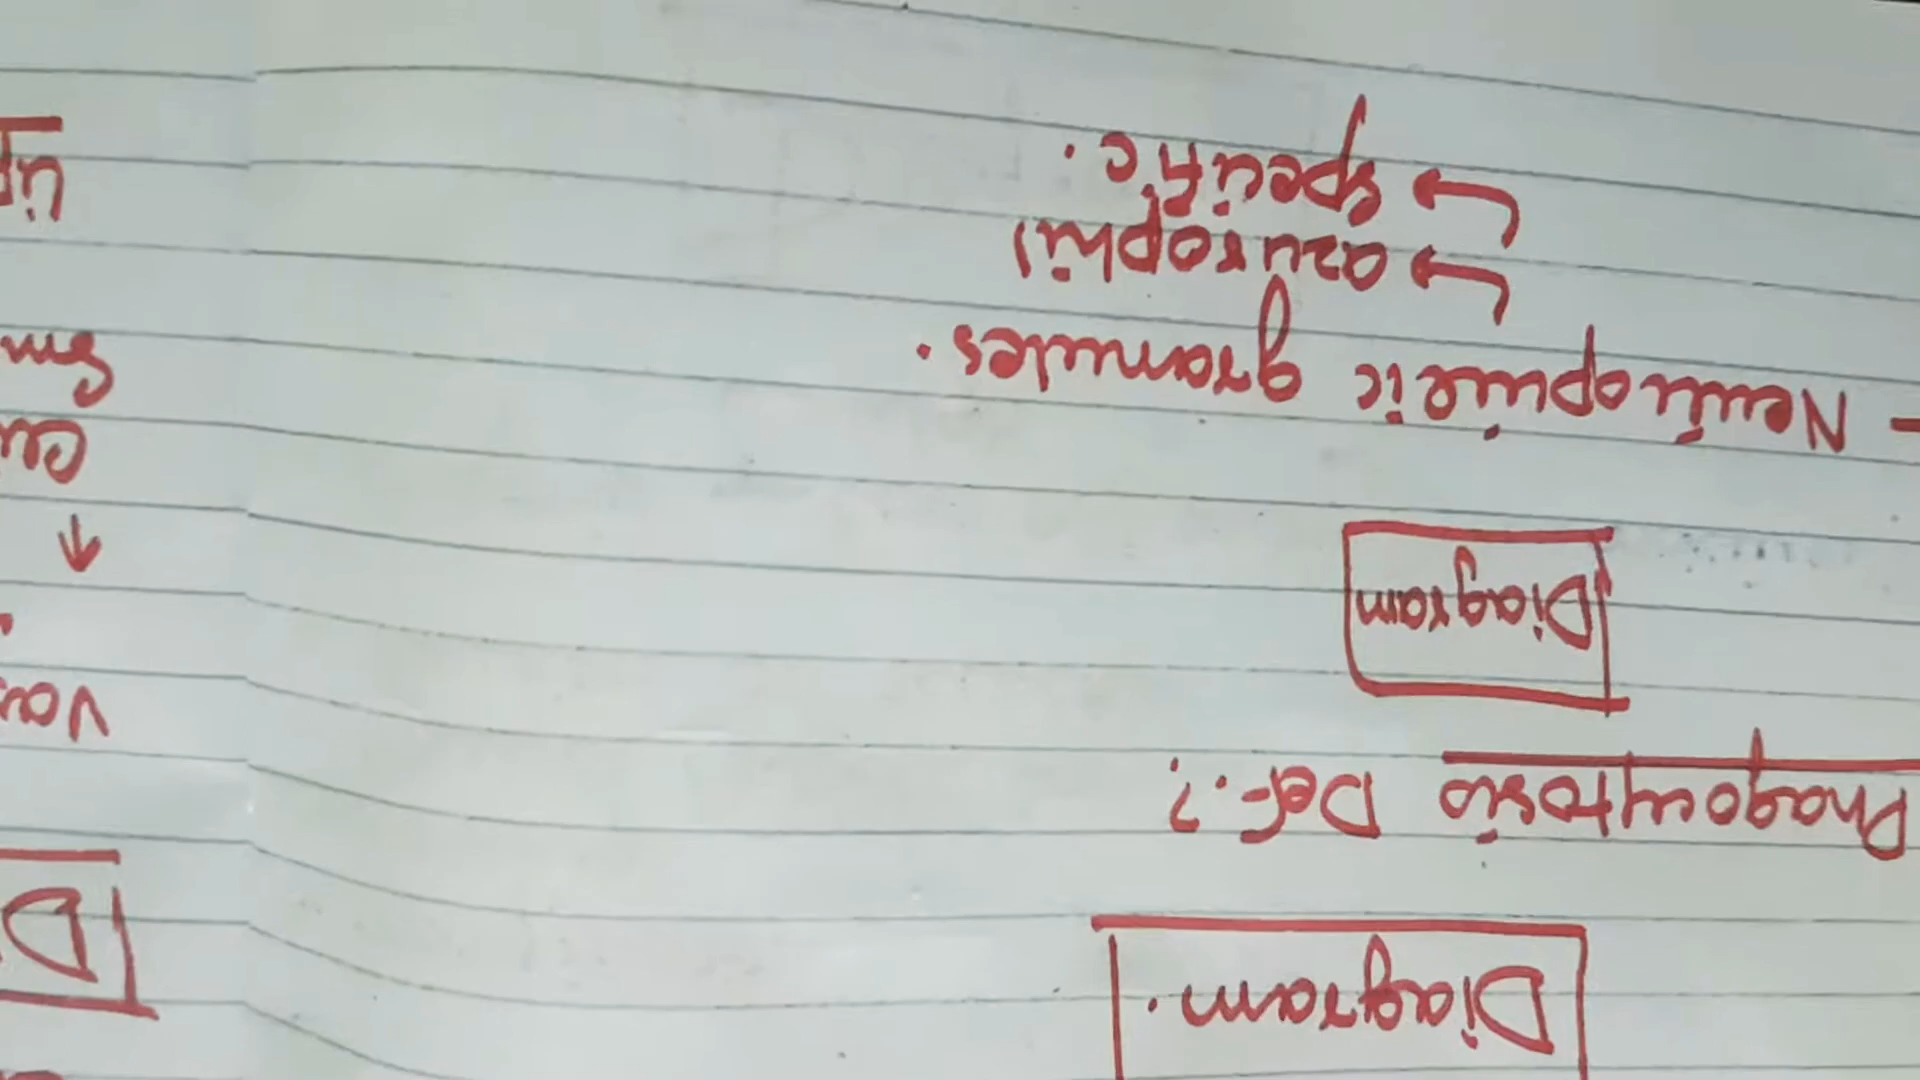 Diagram.
Phagocytosis Def.?
Diagram
- Neutrophilic granules.
↳ azurophil
↳ specific.
D